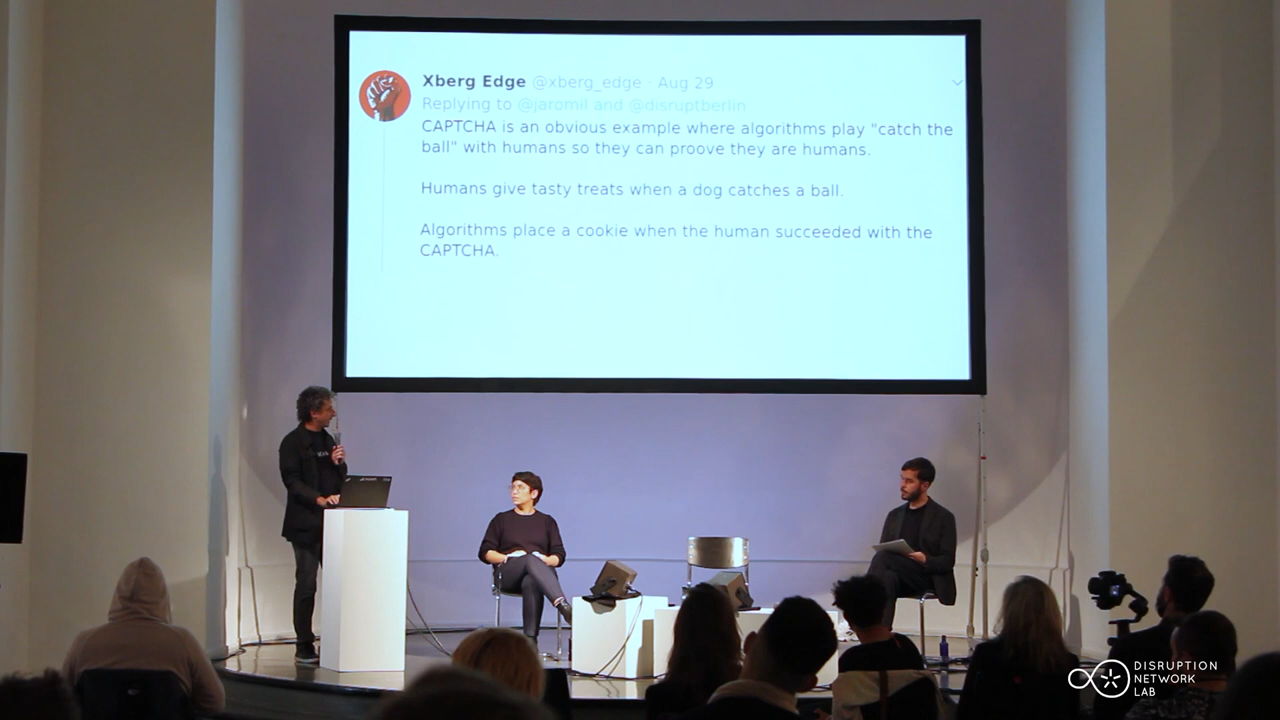 Xberg Edge @xberg_edge · Aug 29
Replying to @jaromil and @disruptberlin
CAPTCHA is an obvious example where algorithms play "catch the
ball" with humans so they can proove they are humans.
Humans give tasty treats when a dog catches a ball.
Algorithms place a cookie when the human succeeded with the
CAPTCHA.
DISRUPTION
NETWORK
LAB